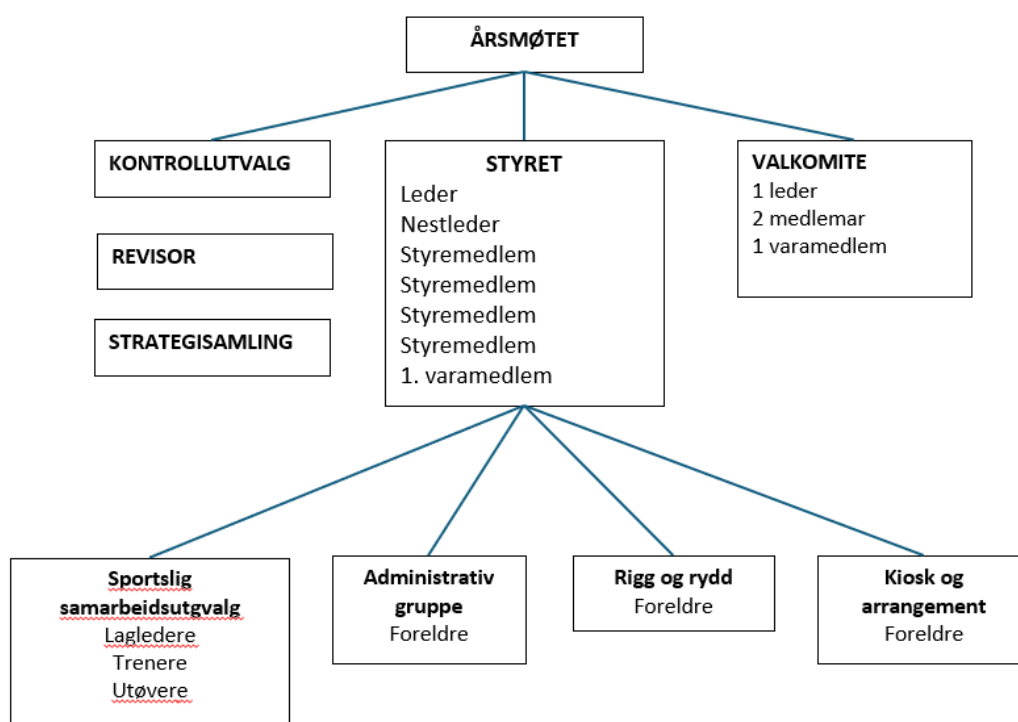 ÅRSMØTET
KONTROLLUTVALG
REVISOR
STRATEGISAMLING
STYRET
Leder
Nestleder
Styremedlem
Styremedlem
Styremedlem
Styremedlem
1. varamedlem
VALKOMITE
1 leder
2 medlemar
1 varamedlem
Sportslig
samarbeidsutgvalg
Lagledere
Trenere
Utøvere
Administrativ
gruppe
Foreldre
Rigg og rydd
Foreldre
Kiosk og
arrangement
Foreldre